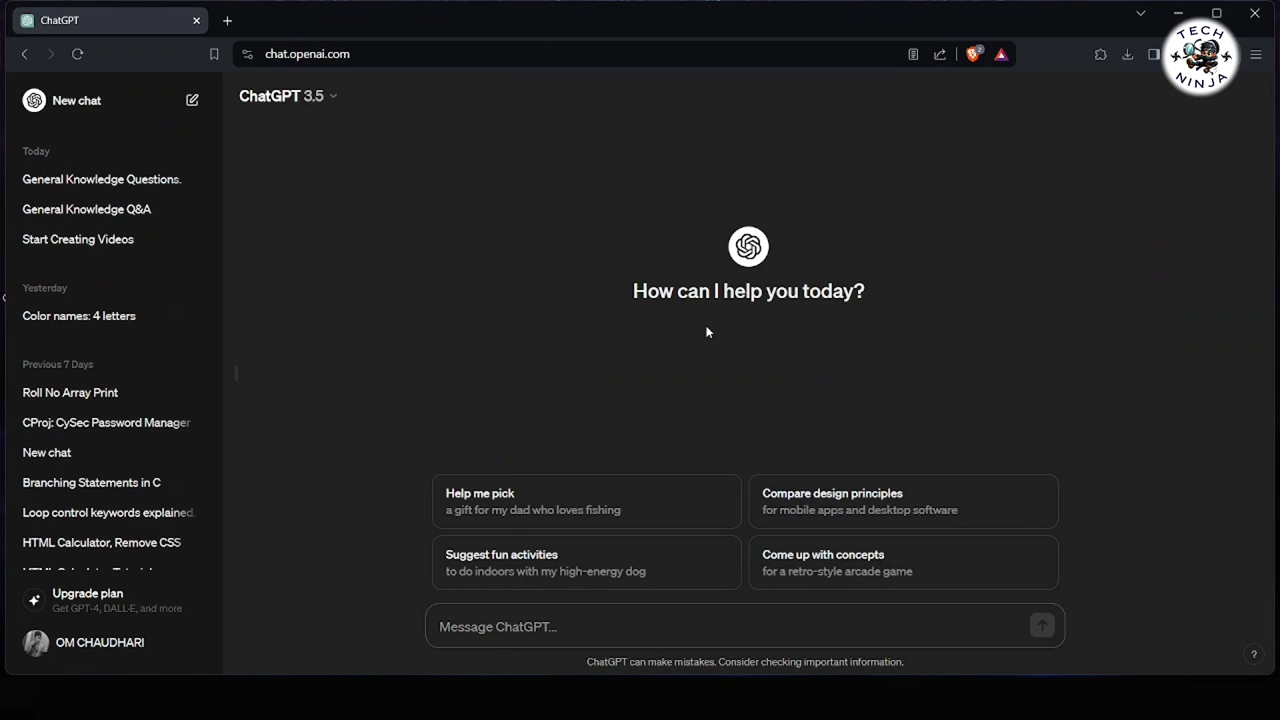 ChatGPT
chat.openai.com
2
TECH
NINJA
New chat
ChatGPT 3.5
Today
General Knowledge Questions.
General Knowledge Q&A
Start Creating Videos
Yesterday
Color names: 4 letters
Previous 7 Days
Roll No Array Print
CProj: CySec Password Manager
New chat
Branching Statements in C
Loop control keywords explained.
HTML Calculator, Remove CSS
Upgrade plan
Get GPT-4, DALL·E, and more
OM CHAUDHARI
How can I help you today?
Help me pick
a gift for my dad who loves fishing
Compare design principles
for mobile apps and desktop software
Suggest fun activities
to do indoors with my high-energy dog
Come up with concepts
for a retro-style arcade game
Message ChatGPT...
ChatGPT can make mistakes. Consider checking important information.
?